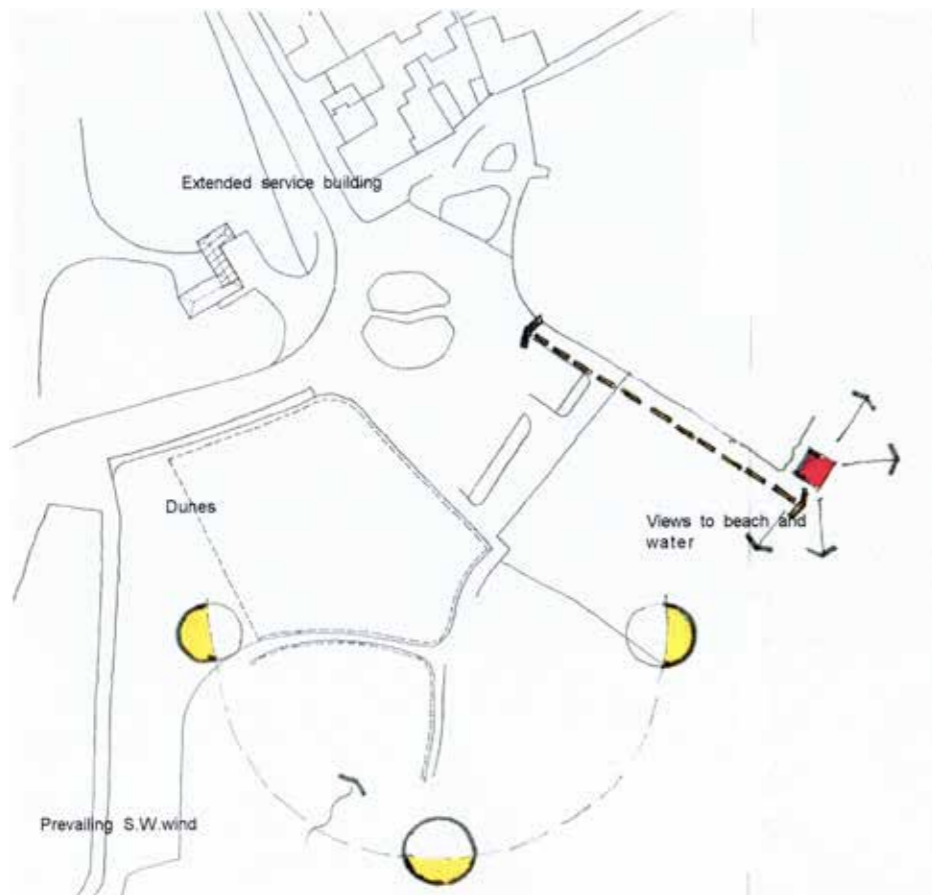 Extended service building
Dunes
Views to beach and
water
Prevailing S.W.wind